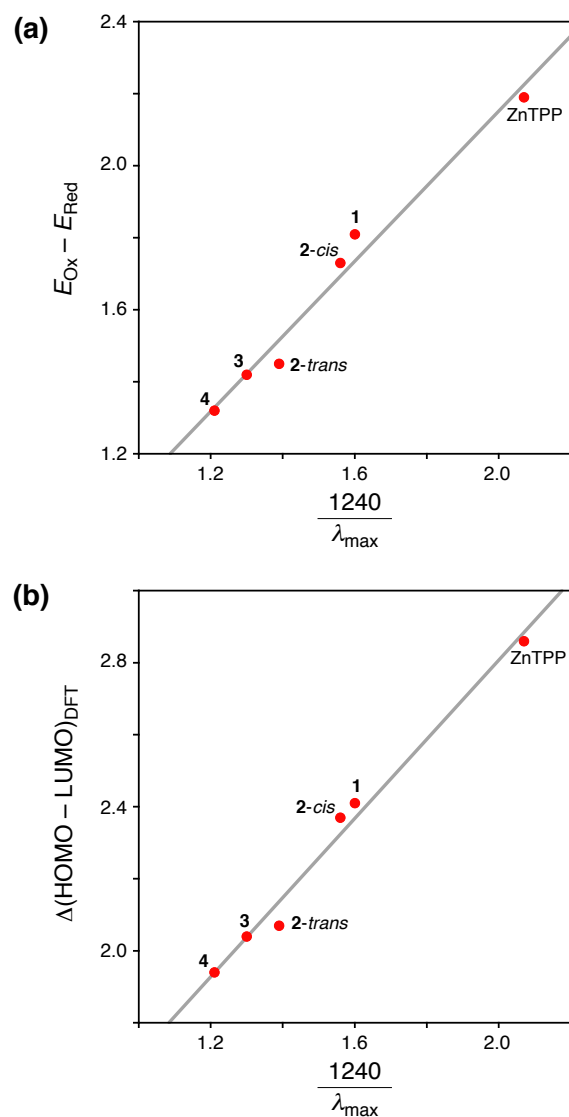 (a)
2.4
2.0
1.6
1.2
E_Ox – E_Red
ZnTPP
1
2-cis
3
2-trans
4
1.2
1.6
2.0
1240
λ_max
(b)
2.8
2.4
2.0
Δ(HOMO – LUMO)_DFT
ZnTPP
1
2-cis
3
2-trans
4
1.2
1.6
2.0
1240
λ_max